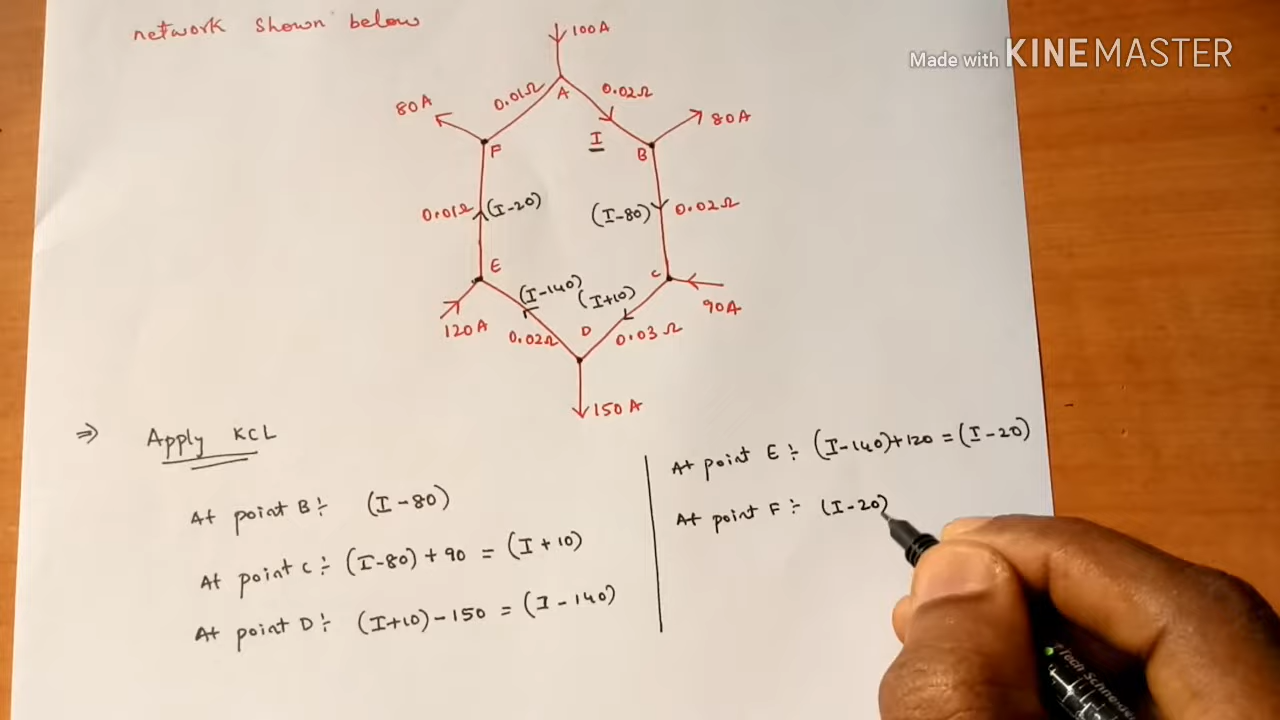 network shown below
Made with KINEMASTER
100A
80A
0.01Ω
A
0.02Ω
80A
F
I
B
0.01Ω
(I-20)
(I-80)
0.02Ω
E
C
(I-140)
(I+10)
90A
120A
0.02Ω
D
0.03Ω
150A
⇒ Apply KCL
At point B÷ (I-80)
At point C÷ (I-80)+90 = (I+10)
At point D÷ (I+10)-150 = (I-140)
At point E÷ (I-140)+120 = (I-20)
At point F÷ (I-20)